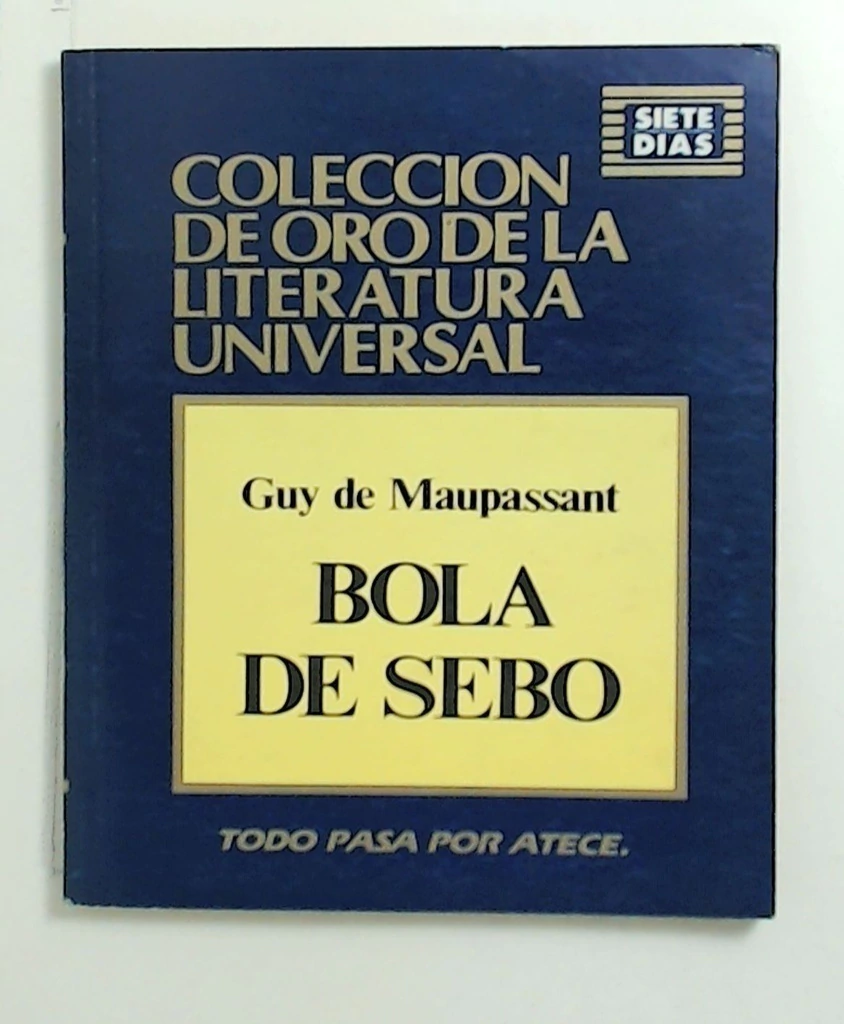 SIETE
DIAS
COLECCION
DE ORO DE LA
LITERATURA
UNIVERSAL
Guy de Maupassant
BOLA
DE SEBO
TODO PASA POR ATECE.